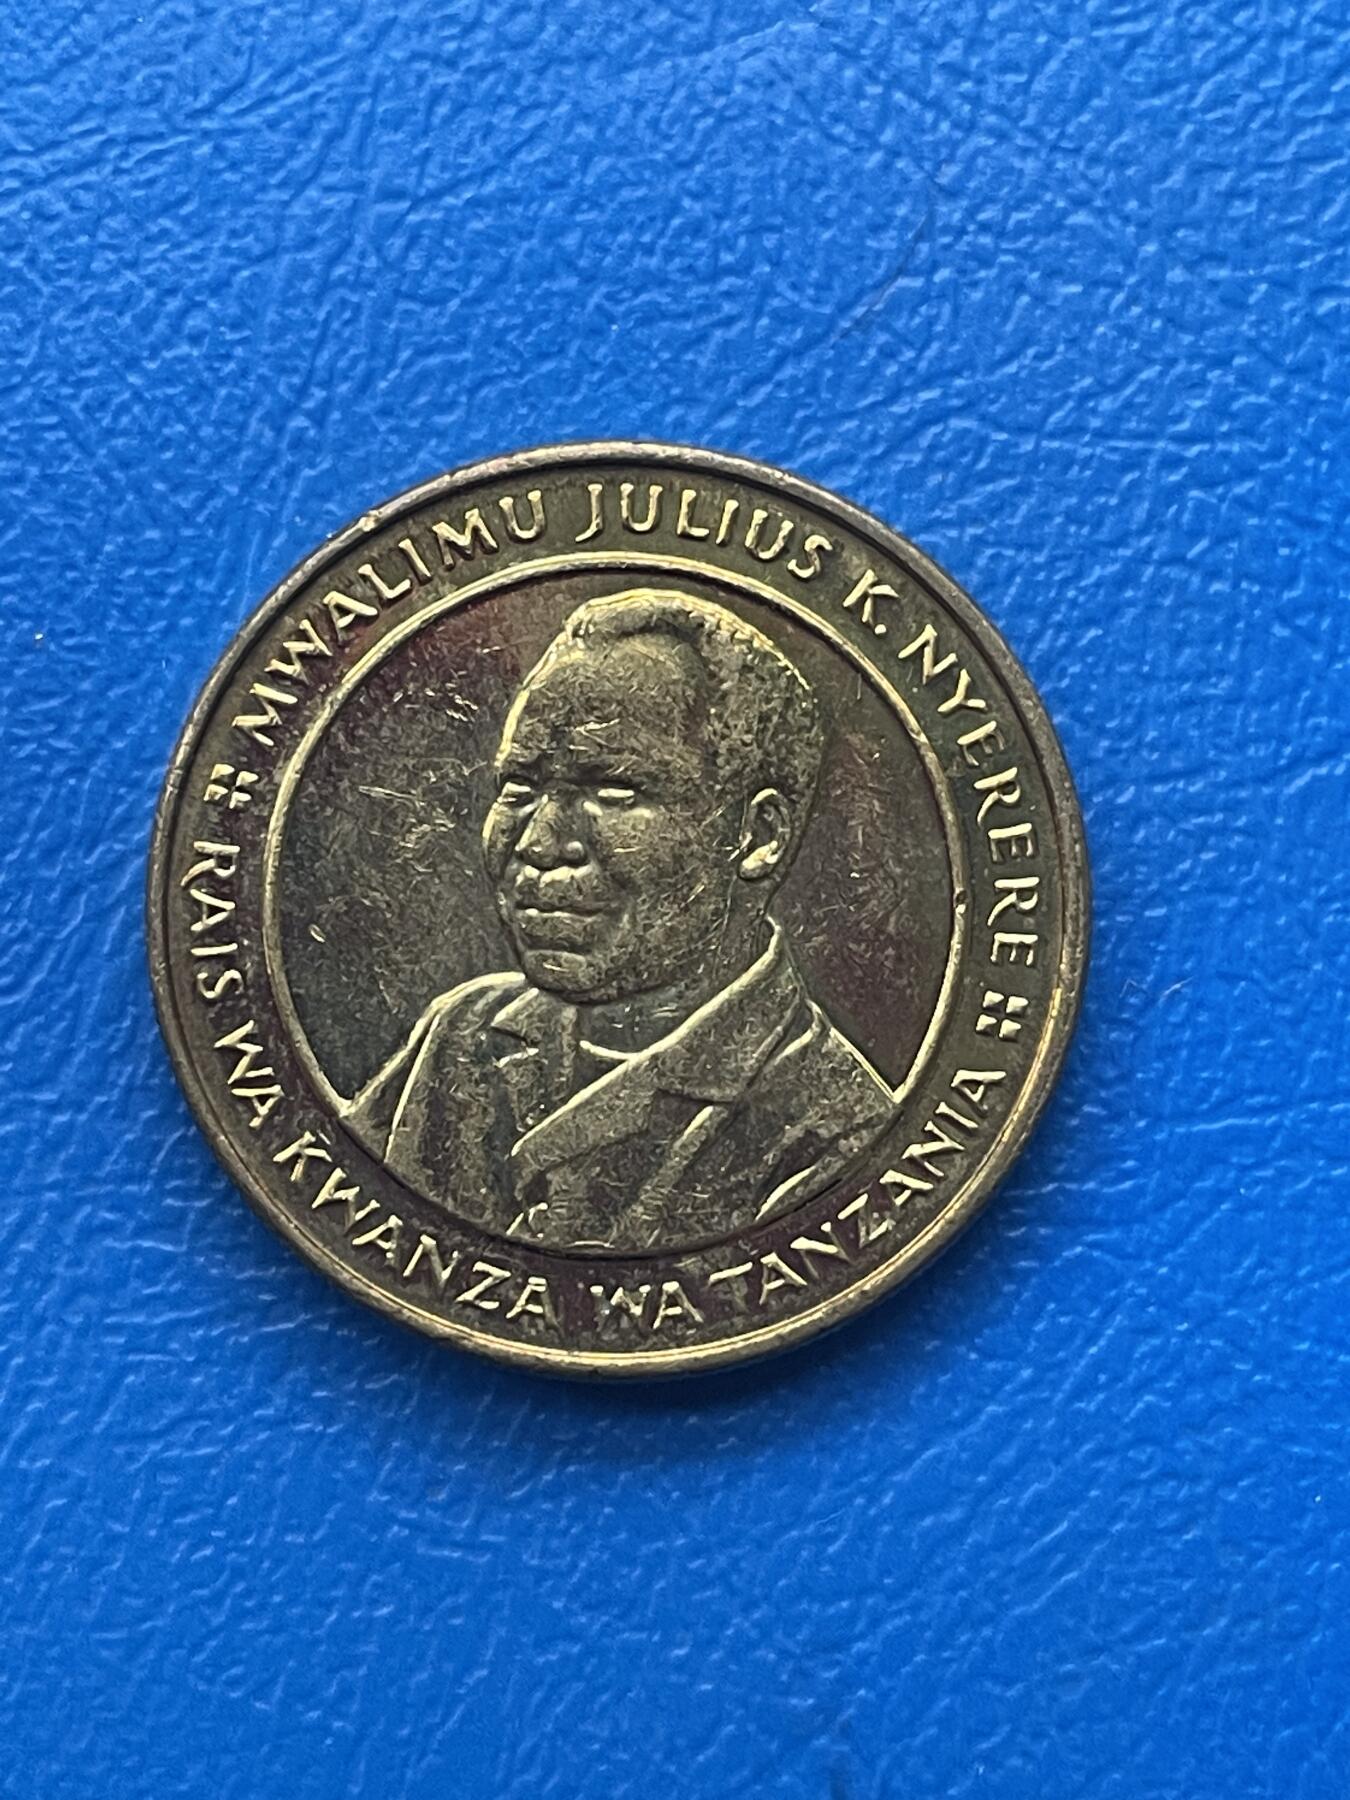 MWALIMU JULIUS K. NYERERE
RAIS WA KWANZA WA TANZANIA